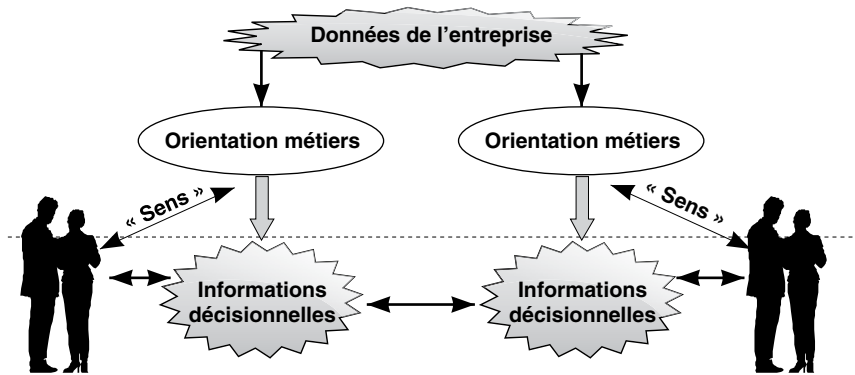 Données de l'entreprise
Orientation métiers
Orientation métiers
« Sens »
« Sens »
Informations
décisionnelles
Informations
décisionnelles